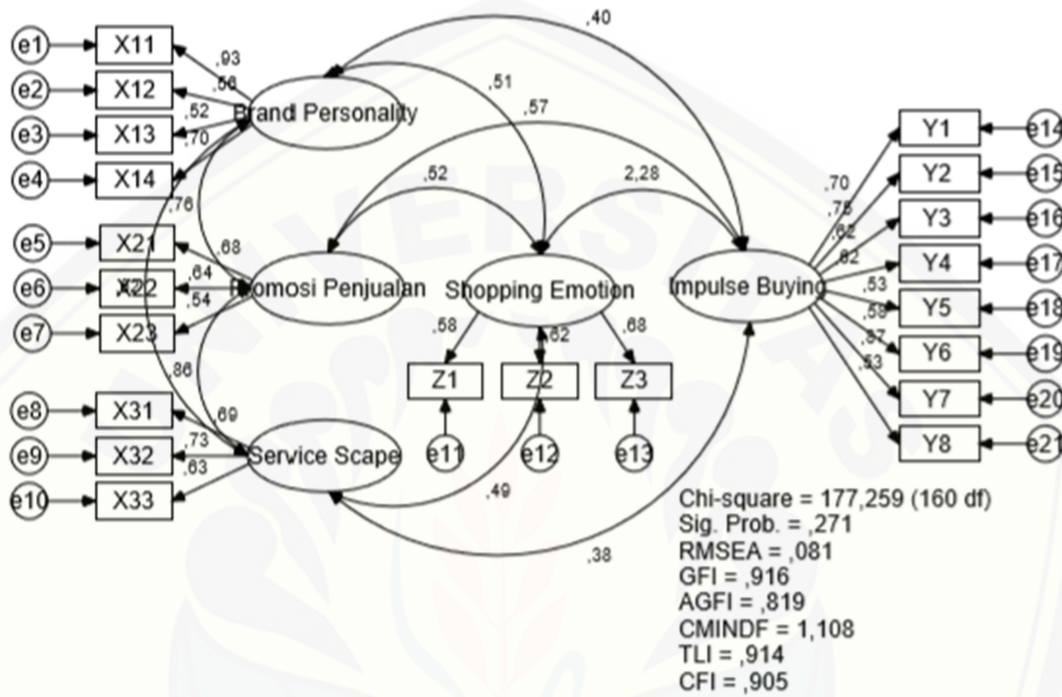 ,40
e1 X11 ,93
,51
e2 X12 ,56
Brand Personality
,52
e3 X13
,57
,70
e4 X14
Y1 e14
Y2 e15
,52
2,28
,70
,76
,75
Y3 e16
e5 X21 ,68
,62
,82
Y4 e17
,64
e6 X22
,54
Promosi Penjualan
Shopping Emotion
Impulse Buying
,53
Y5 e18
,58
e7 X23
,58
,62
,68
,87
Y6 e19
,53
,86
Z1 Z2 Z3
Y7 e20
e8 X31
,69
,73
Y8 e21
e9 X32
Service Scape
e11 e12 e13
,63
e10 X33
,49
,38
Chi-square = 177,259 (160 df)
Sig. Prob. = ,271
RMSEA = ,081
GFI = ,916
AGFI = ,819
CMINDF = 1,108
TLI = ,914
CFI = ,905
UNIVERSITAS